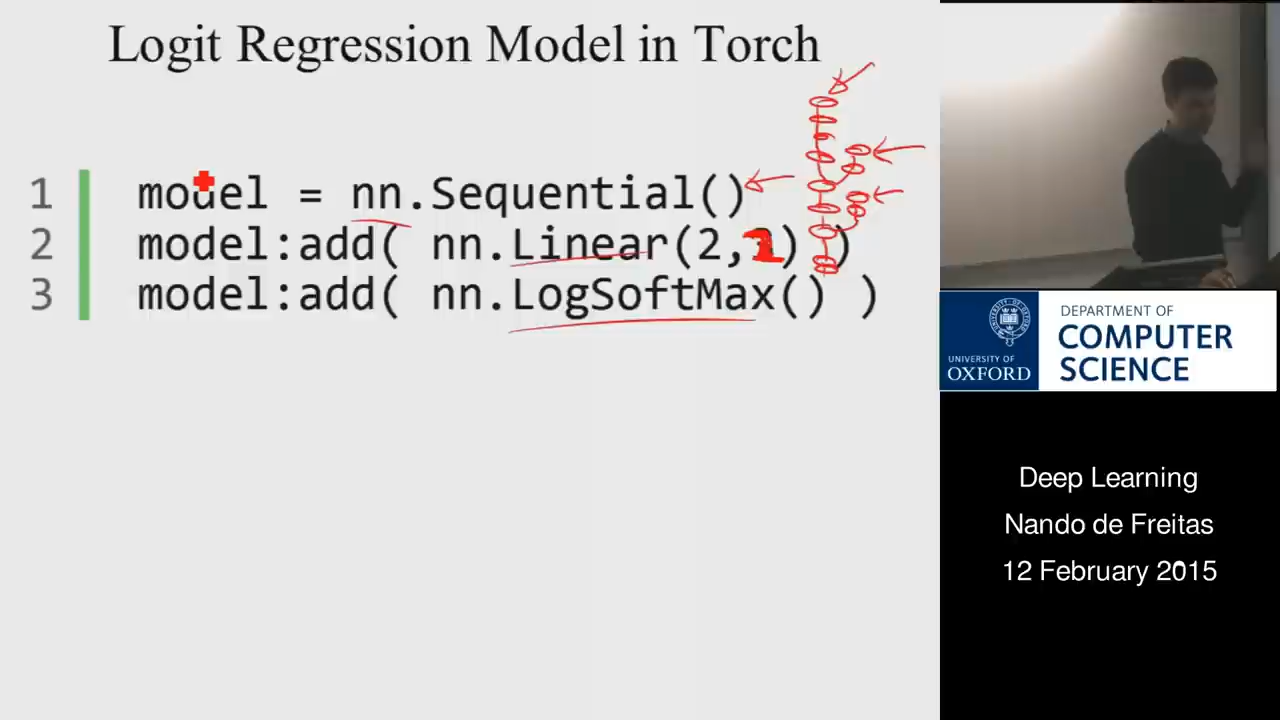 Logit Regression Model in Torch
1 model = nn.Sequential()
2 model:add( nn.Linear(2, ) )
3 model:add( nn.LogSoftMax() )
UNIVERSITY OF
OXFORD
DEPARTMENT OF
COMPUTER
SCIENCE
Deep Learning
Nando de Freitas
12 February 2015